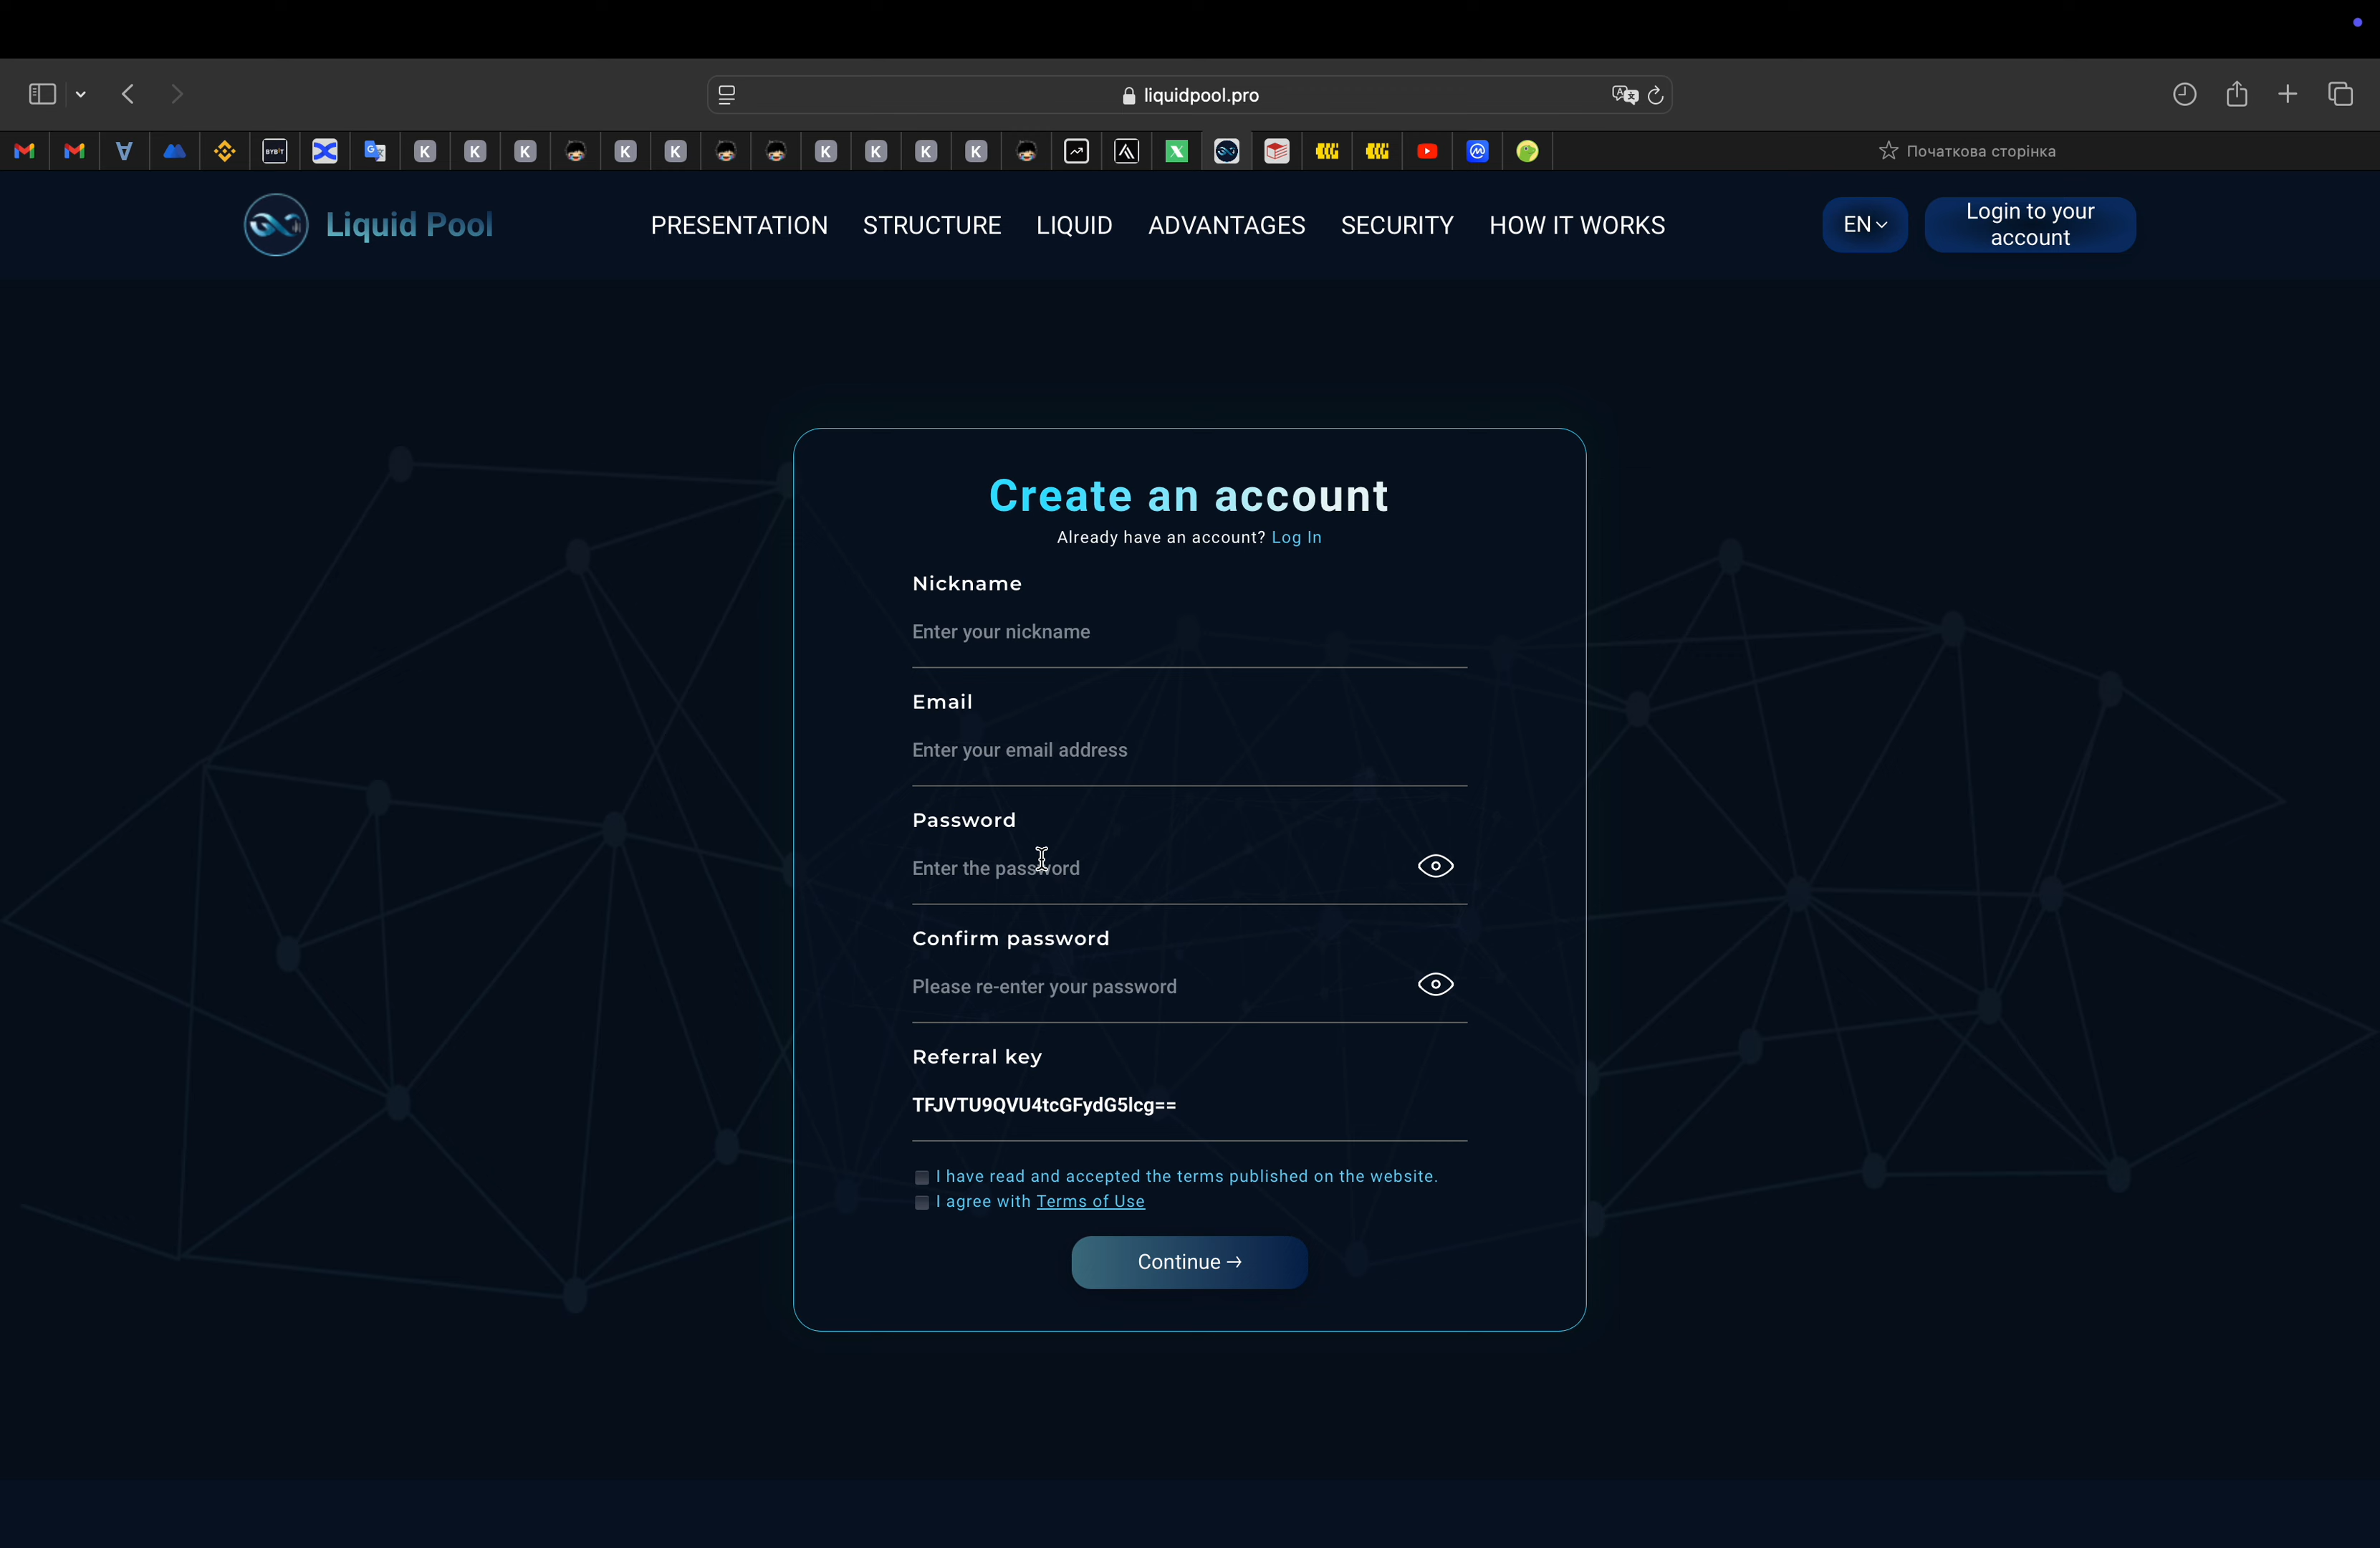 liquidpool.pro
BYBIT
K K K K K K K K K
Початкова сторінка
Liquid Pool
PRESENTATION STRUCTURE LIQUID ADVANTAGES SECURITY HOW IT WORKS
EN
Login to your
account
Create an account
Already have an account? Log In
Nickname
Enter your nickname
Email
Enter your email address
Password
Enter the password
Confirm password
Please re-enter your password
Referral key
TFJVTU9QVU4tcGFydG5lcg==
I have read and accepted the terms published on the website.
I agree with Terms of Use
Continue →